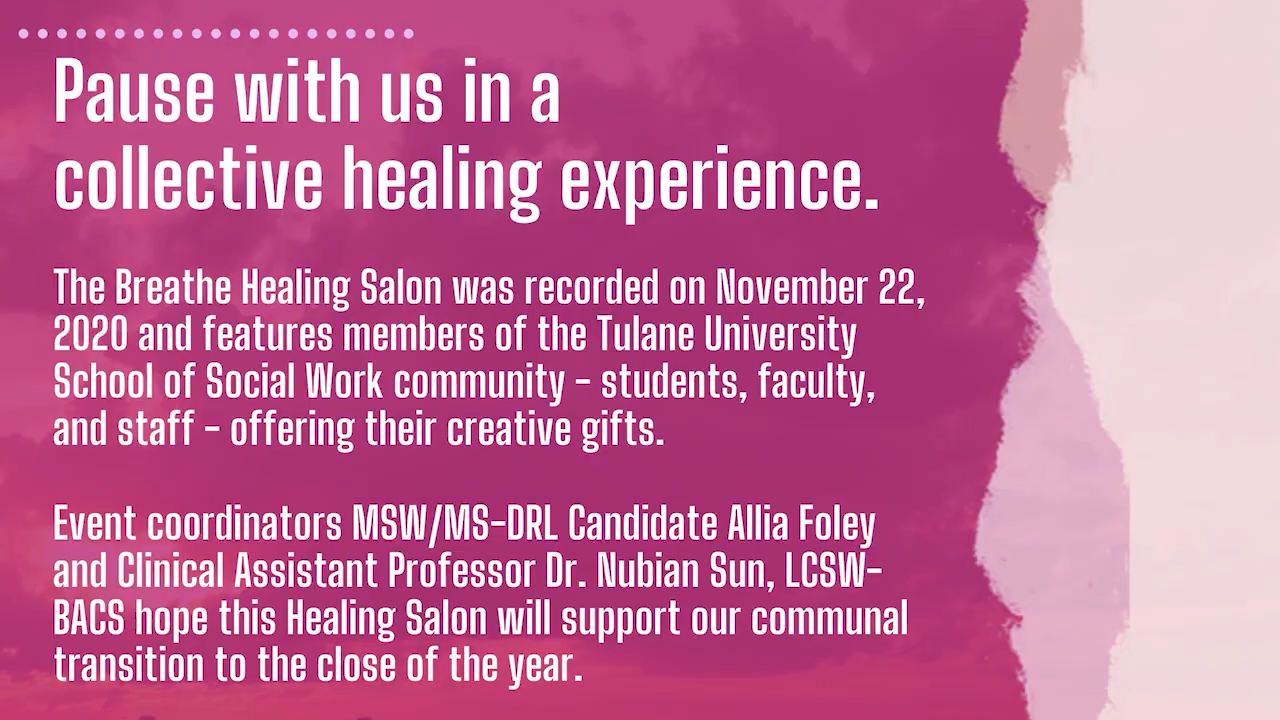 Pause with us in a
collective healing experience.
The Breathe Healing Salon was recorded on November 22,
2020 and features members of the Tulane University
School of Social Work community - students, faculty,
and staff - offering their creative gifts.
Event coordinators MSW/MS-DRL Candidate Allia Foley
and Clinical Assistant Professor Dr. Nubian Sun, LCSW-
BACS hope this Healing Salon will support our communal
transition to the close of the year.